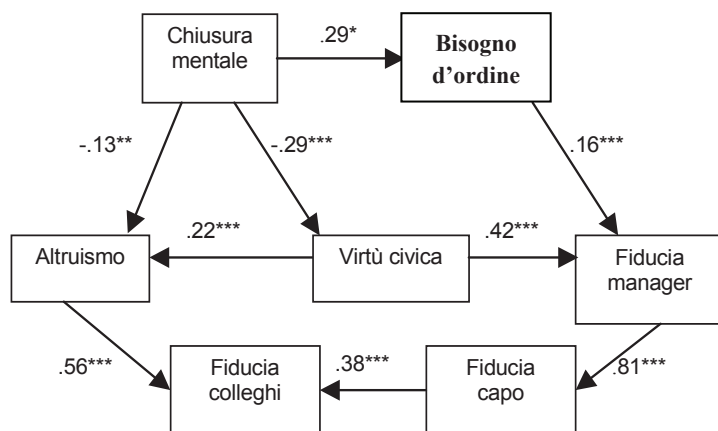 Chiusura
mentale
.29*
Bisogno
d’ordine
-.13**
-.29***
.16***
Altruismo
.22***
Virtù civica
.42***
Fiducia
manager
.56***
Fiducia
colleghi
.38***
Fiducia
capo
.81***